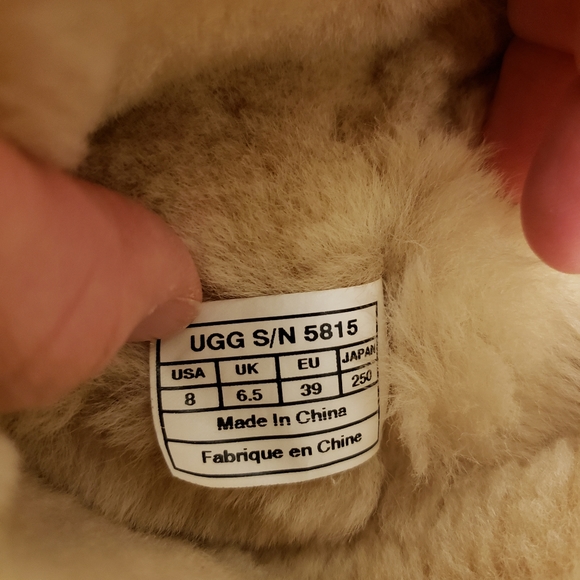 UGG S/N 5815
USA UK EU JAPAN
8 6.5 39 250
Made In China
Fabrique en Chine